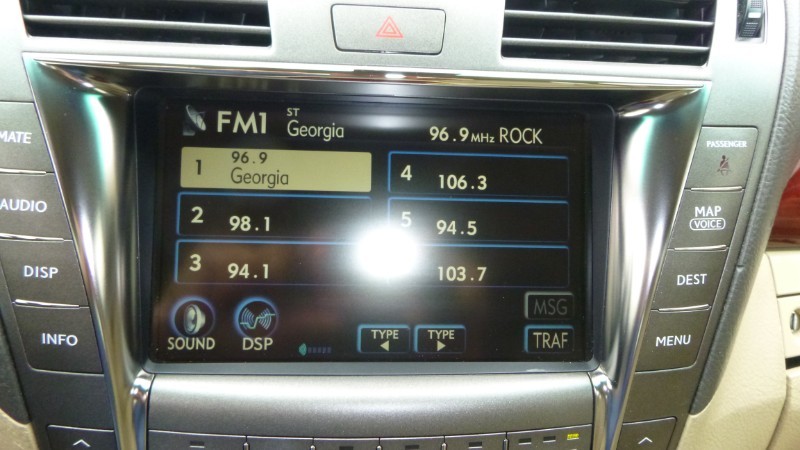 FM1 ST Georgia 96.9 MHZ ROCK
1 96.9 Georgia
4 106.3
2 98.1
5 94.5
3 94.1
103.7
SOUND DSP TYPE TYPE MSG TRAF
MATE
AUDIO
DISP
INFO
PASSENGER
MAP
VOICE
DEST
MENU